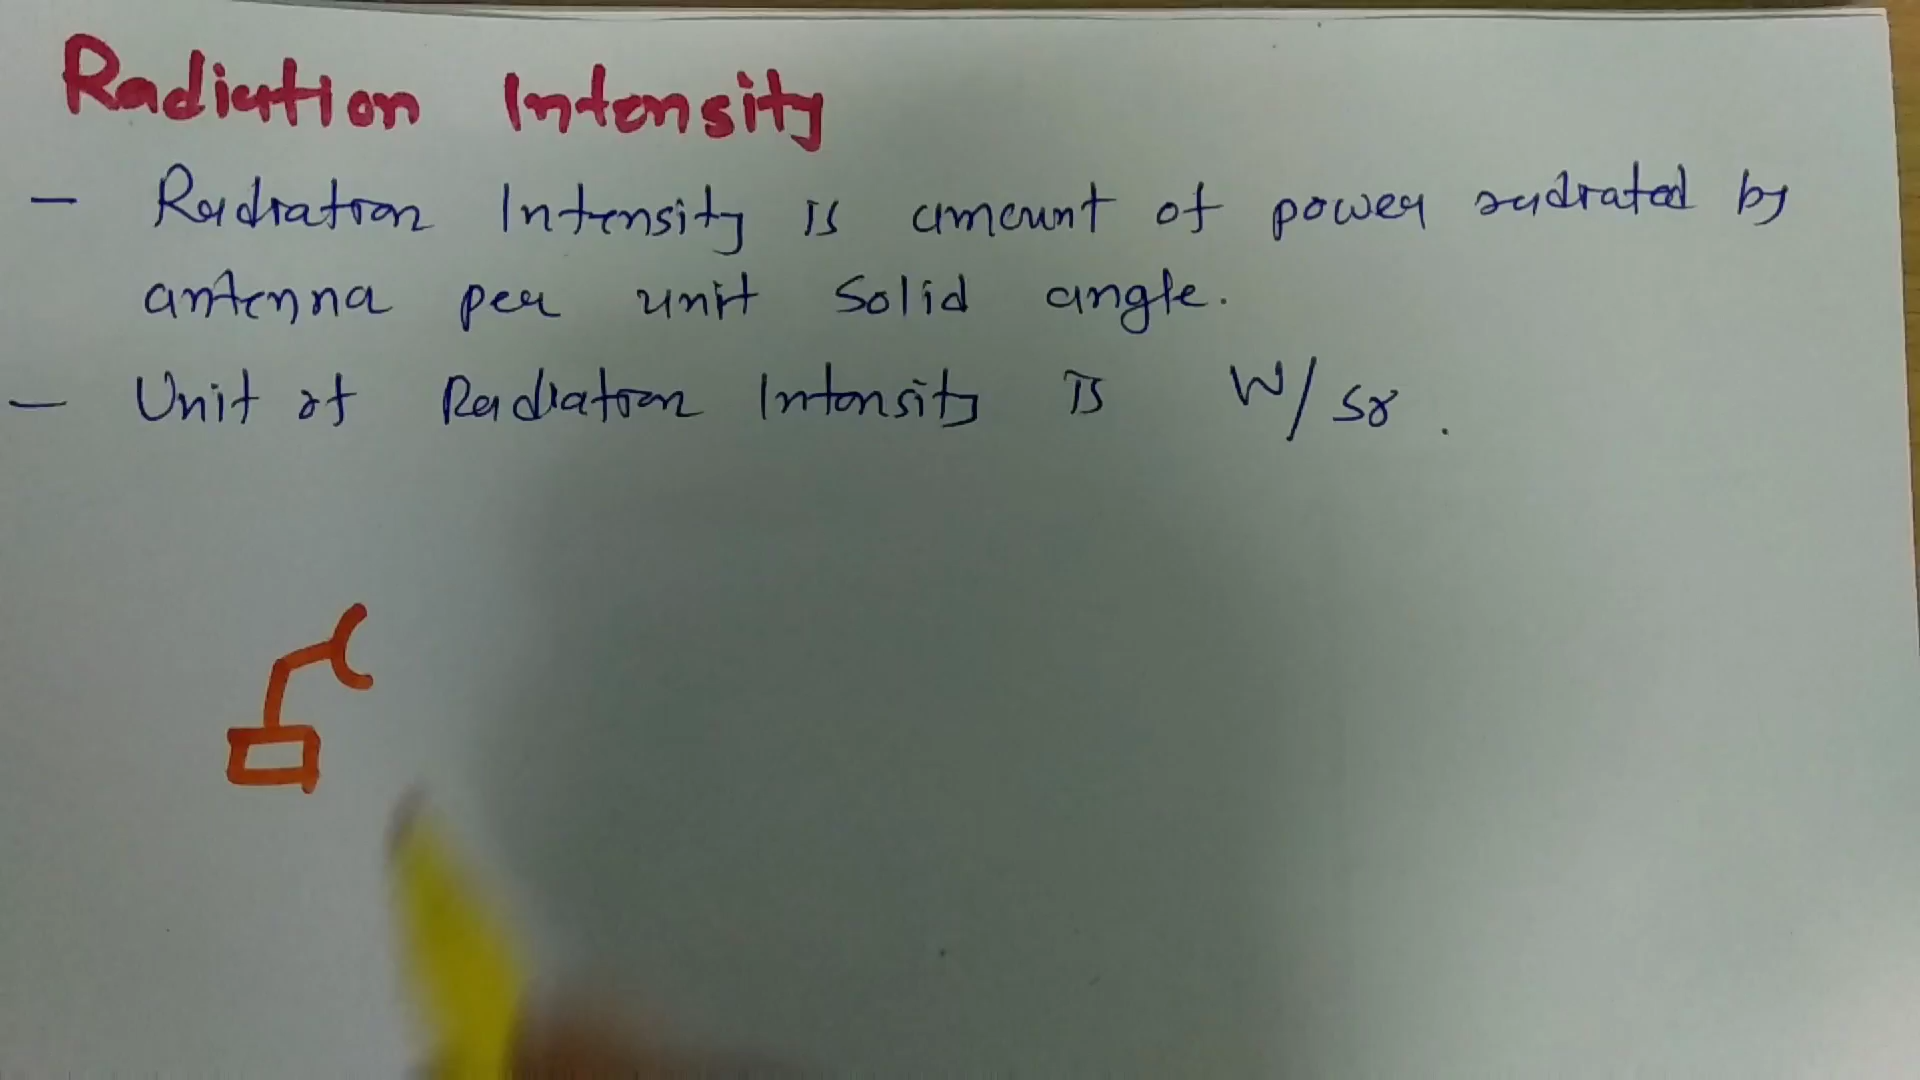 Radiation Intensity
- Radiation Intensity is amount of power radiated by
antenna per unit solid angle.
- Unit of Radiation Intensity is W/sr.